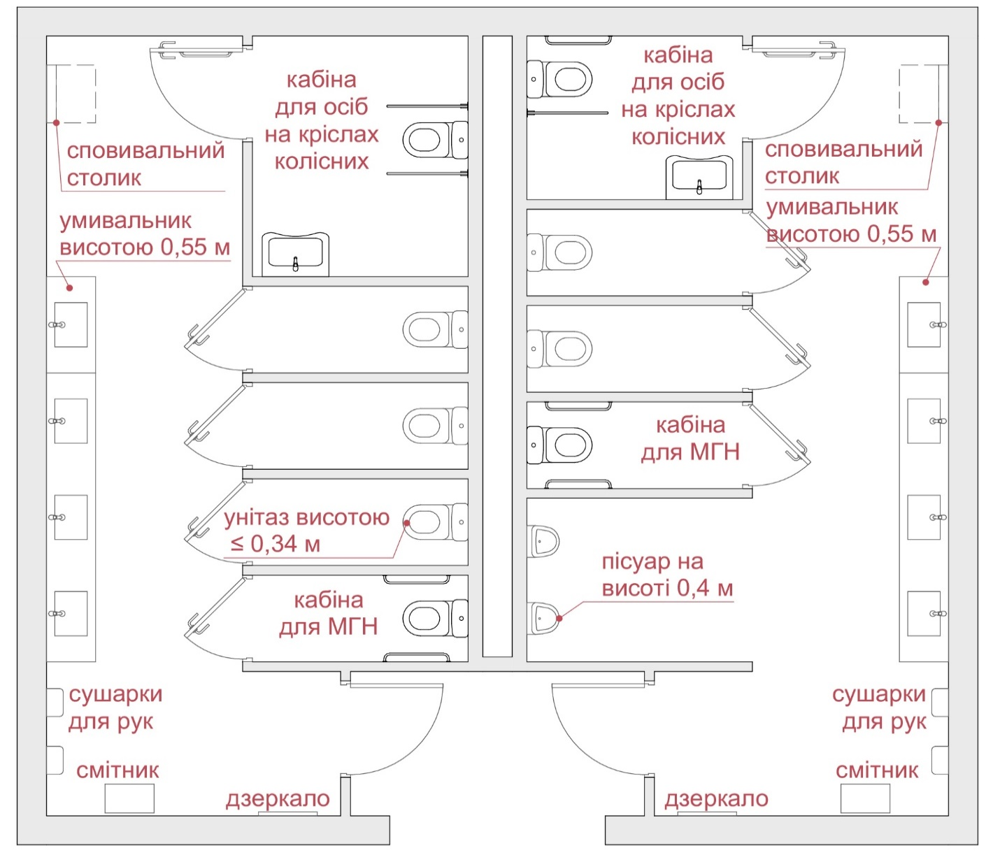 кабіна
для осіб
на кріслах
колісних
сповивальний
столик
умивальник
висотою 0,55 м
унітаз висотою
≤ 0,34 м
кабіна
для МГН
сушарки
для рук
смітник
дзеркало
кабіна
для осіб
на кріслах
колісних
сповивальний
столик
умивальник
висотою 0,55 м
кабіна
для МГН
пісуар на
висоті 0,4 м
сушарки
для рук
смітник
дзеркало